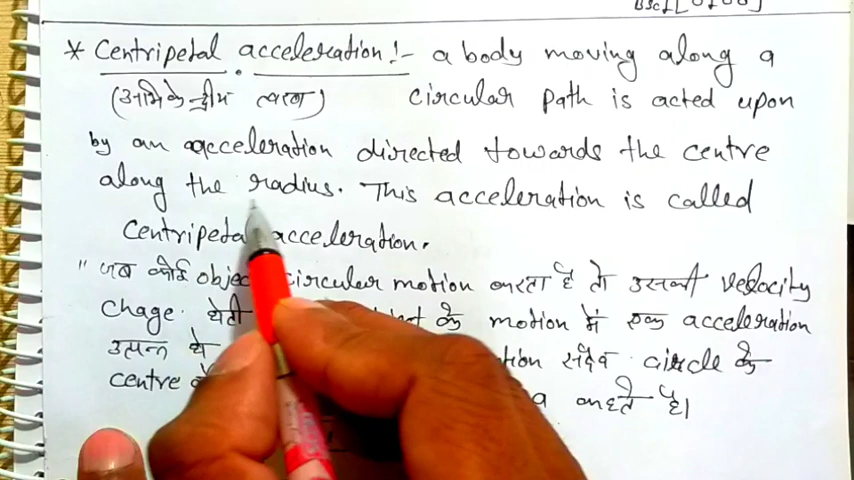 * Centripetal acceleration :- a body moving along a
(अभिकेन्द्रीय त्वरण) circular path is acted upon
by an acceleration directed towards the centre
along the radius. This acceleration is called
Centripetal acceleration.
" जब कोई object circular motion करता है तो उसकी velocity
chage होती motion में एक acceleration
उत्पन्न सदैव circle के
centre कहते है।